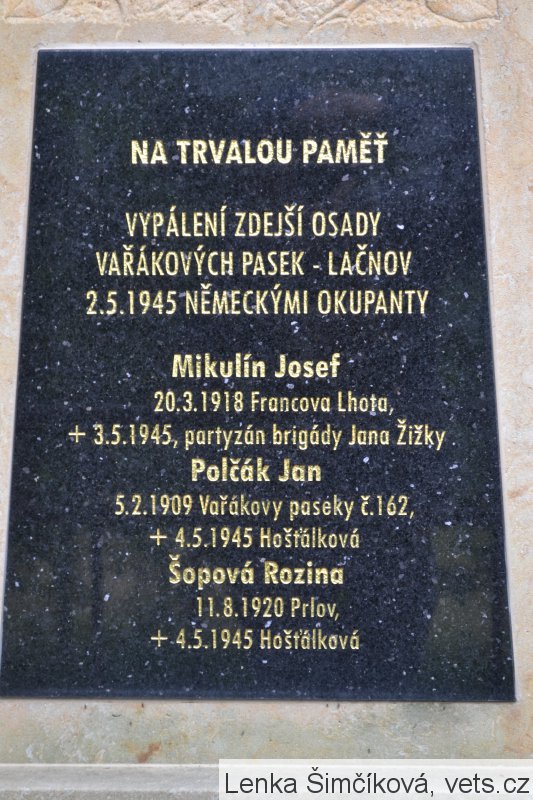 NA TRVALOU PAMĚŤ
VYPÁLENÍ ZDEJŠÍ OSADY
VAŘÁKOVÝCH PASEK - LAČNOV
2.5.1945 NĚMECKÝMI OKUPANTY
Mikulín Josef
20.3.1918 Francova Lhota,
+ 3.5.1945, partyzán brigády Jana Žižky
Polčák Jan
5.2.1909 Vařákovy paseky č.162,
+ 4.5.1945 Hošťálková
Šopová Rozina
11.8.1920 Prlov,
+ 4.5.1945 Hošťálková
Lenka Šimčíková, vets.cz